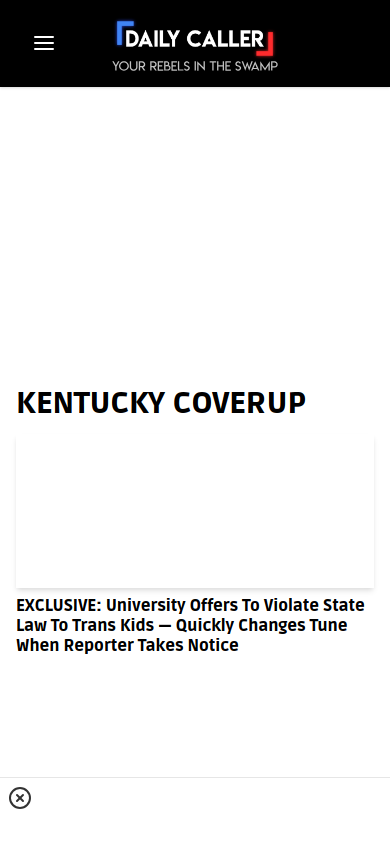 DAILY CALLER
YOUR REBELS IN THE SWAMP
KENTUCKY COVERUP
EXCLUSIVE: University Offers To Violate State
Law To Trans Kids — Quickly Changes Tune
When Reporter Takes Notice